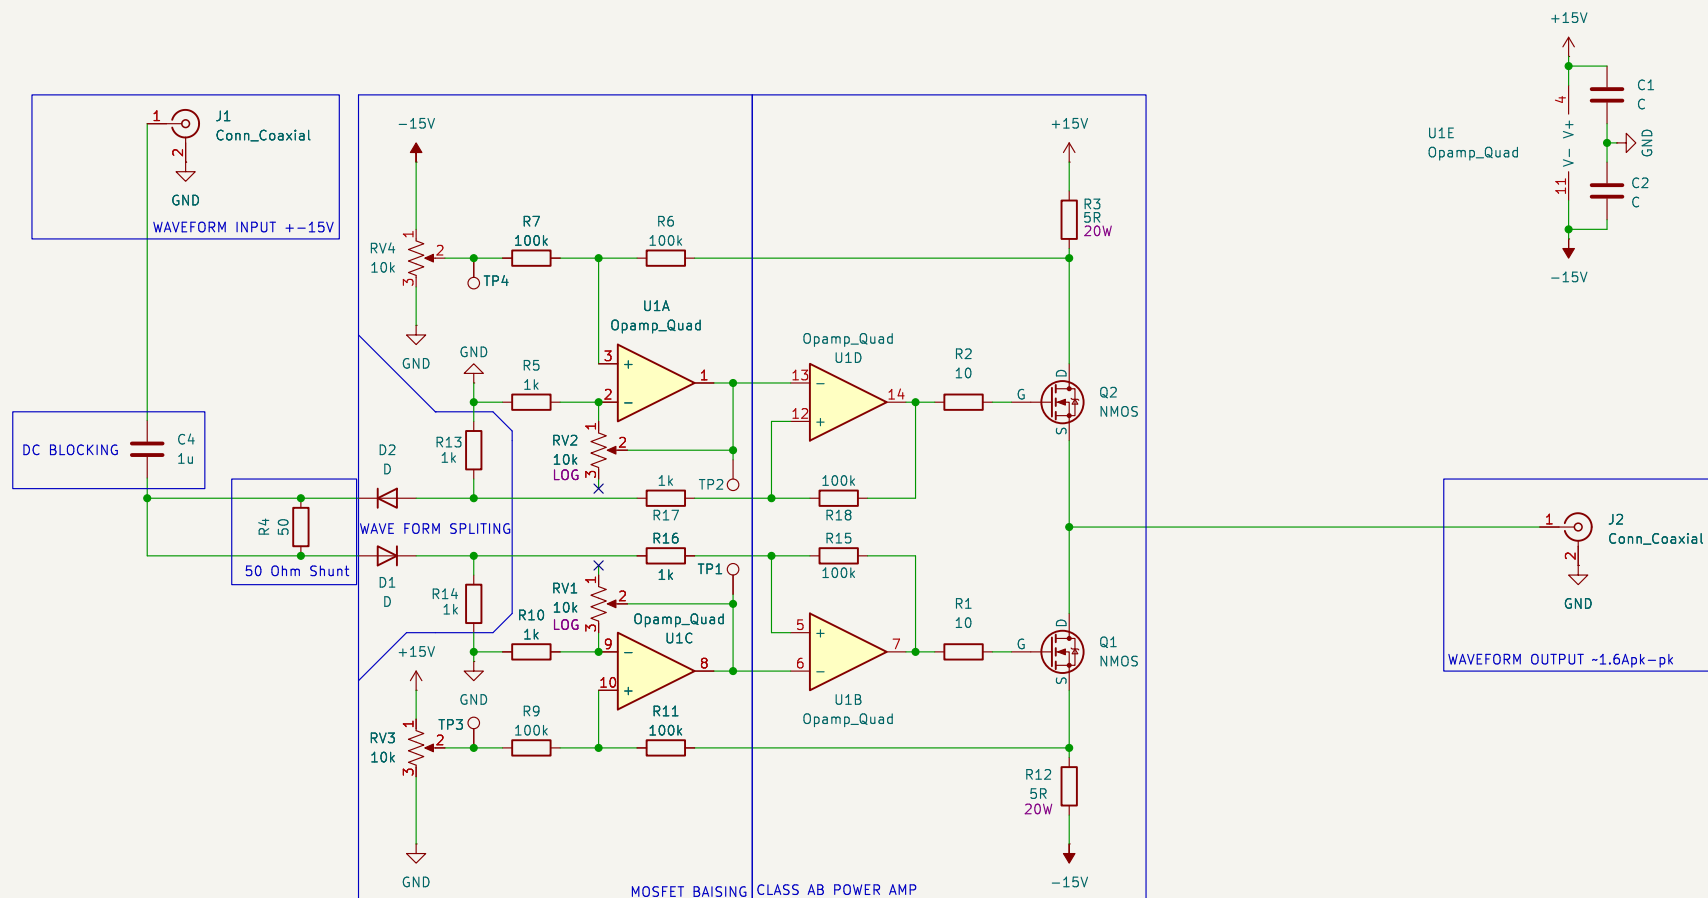 +15V
C1
C
4
V+
U1E
Opamp_Quad
GND
V-
11
C2
C
-15V
1
J1
Conn_Coaxial
2
GND
WAVEFORM INPUT +-15V
-15V
+15V
R3
5R
20W
R7
100k
R6
100k
RV4
10k
1
2
3
TP4
GND
U1A
Opamp_Quad
GND
R5
1k
3
+
2
-
1
Opamp_Quad
U1D
13
-
12
+
14
R2
10
G
D
S
Q2
NMOS
DC BLOCKING
C4
1u
D2
D
R13
1k
RV2
10k
LOG
1
2
3
TP2
1k
R17
100k
R18
R4
50
50 Ohm Shunt
WAVE FORM SPLITING
D1
D
R16
1k
R15
100k
TP1
R14
1k
RV1
10k
LOG
1
2
3
R10
1k
Opamp_Quad
U1C
9
-
10
+
8
5
+
6
-
7
U1B
Opamp_Quad
R1
10
G
D
S
Q1
NMOS
1
J2
Conn_Coaxial
2
GND
WAVEFORM OUTPUT ~1.6Apk-pk
+15V
GND
RV3
10k
1
2
3
TP3
R9
100k
R11
100k
R12
5R
20W
GND
-15V
MOSFET BAISING
CLASS AB POWER AMP